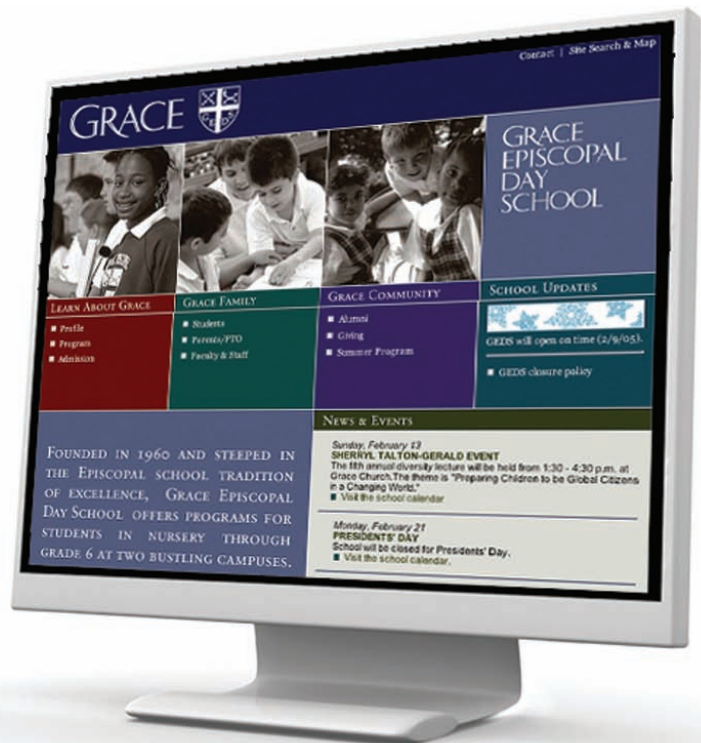 Contact | Site Search & Map
GRACE
GEDS
GRACE
EPISCOPAL
DAY
SCHOOL
LEARN ABOUT GRACE
Profile
Program
Admission
GRACE FAMILY
Students
Parents/PTO
Faculty & Staff
GRACE COMMUNITY
Alumni
Giving
Summer Program
SCHOOL UPDATES
GEDS will open on time (2/9/05).
GEDS closure policy
FOUNDED IN 1960 AND STEEPED IN
THE EPISCOPAL SCHOOL TRADITION
OF EXCELLENCE, GRACE EPISCOPAL
DAY SCHOOL OFFERS PROGRAMS FOR
STUDENTS IN NURSERY THROUGH
GRADE 6 AT TWO BUSTLING CAMPUSES.
NEWS & EVENTS
Sunday, February 13
SHERRYL TALTON-GERALD EVENT
The fifth annual diversity lecture will be held from 1:30 - 4:30 p.m. at
Grace Church.The theme is "Preparing Children to be Global Citizens
in a Changing World."
Visit the school calendar
Monday, February 21
PRESIDENTS' DAY
School will be closed for Presidents' Day.
Visit the school calendar.